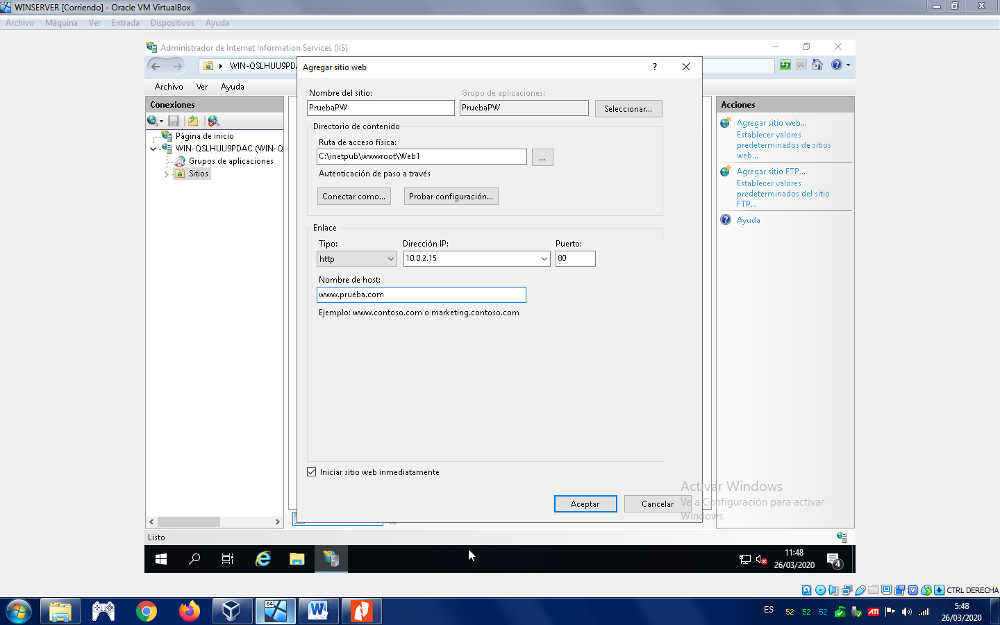 WINSERVER [Corriendo] - Oracle VM VirtualBox
Archivo Máquina Ver Entrada Dispositivos Ayuda
Administrador de Internet Information Services (IIS)
WIN-QSLHUU9PDA
Archivo Ver Ayuda
Agregar sitio web
Nombre del sitio:
Grupo de aplicaciones:
PruebaPW
PruebaPW
Seleccionar...
Directorio de contenido
Ruta de acceso física:
C:\inetpub\wwwroot\Web1
...
Autenticación de paso a través
Conectar como...
Probar configuración...
Enlace
Tipo:
Dirección IP:
Puerto:
http
10.0.2.15
80
Nombre de host:
www.prueba.com
Ejemplo: www.contoso.com o marketing.contoso.com
Iniciar sitio web inmediatamente
Aceptar
Cancelar
Conexiones
Página de inicio
WIN-QSLHUU9PDAC (WIN-Q
Grupos de aplicaciones
Sitios
Acciones
Agregar sitio web...
Establecer valores
predeterminados de sitios
web...
Agregar sitio FTP...
Establecer valores
predeterminados del sitio
FTP...
Ayuda
Activar Windows
Ve a Configuración para activar
Windows.
Listo
11:48
26/03/2020
4
CTRL DERECHA
64
ES
52
52
52
ATI
5:48
26/03/2020